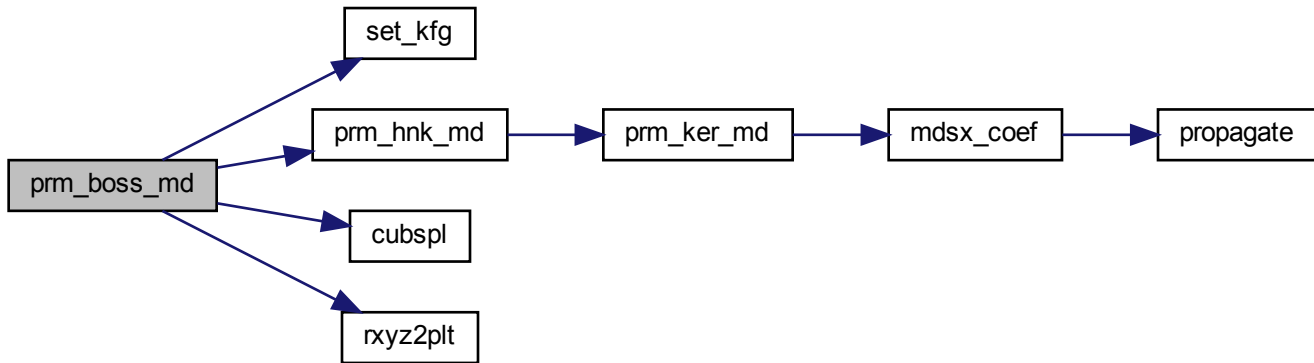 set_kfg
prm_hnk_md
prm_ker_md
mdsx_coef
propagate
prm_boss_md
cubspl
rxyz2plt